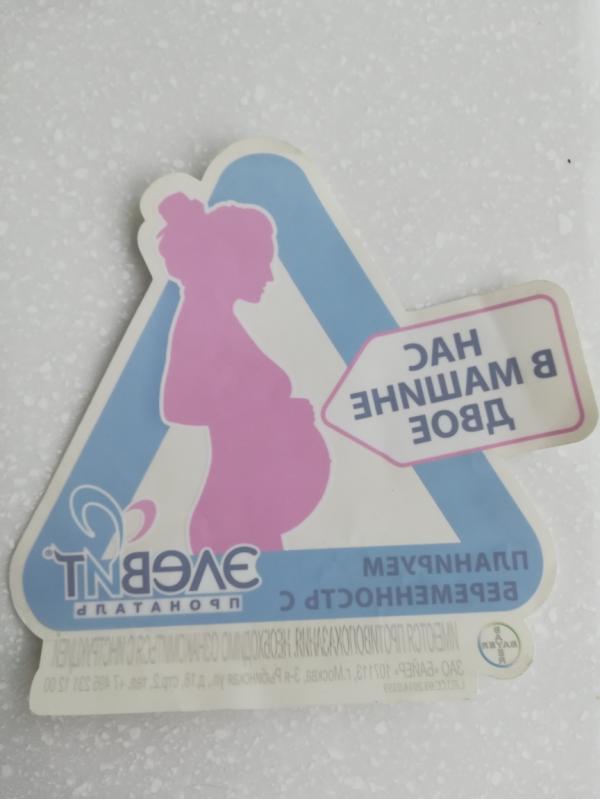 НАС
В МАШИНЕ
ДВОЕ
ПЛАНИРУЕМ
БЕРЕМЕННОСТЬ С
ЭЛЕВИТ®
ПРОНАТАЛЬ
ИМЕЮТСЯ ПРОТИВОПОКАЗАНИЯ. НЕОБХОДИМО ОЗНАКОМИТЬСЯ С ИНСТРУКЦИЕЙ
ЗАО «БАЙЕР» 107113, г.Москва, 3-я Рыбинская ул., д.18, стр.2, тел. +7 495 231 12 00
BAYER
BAYER